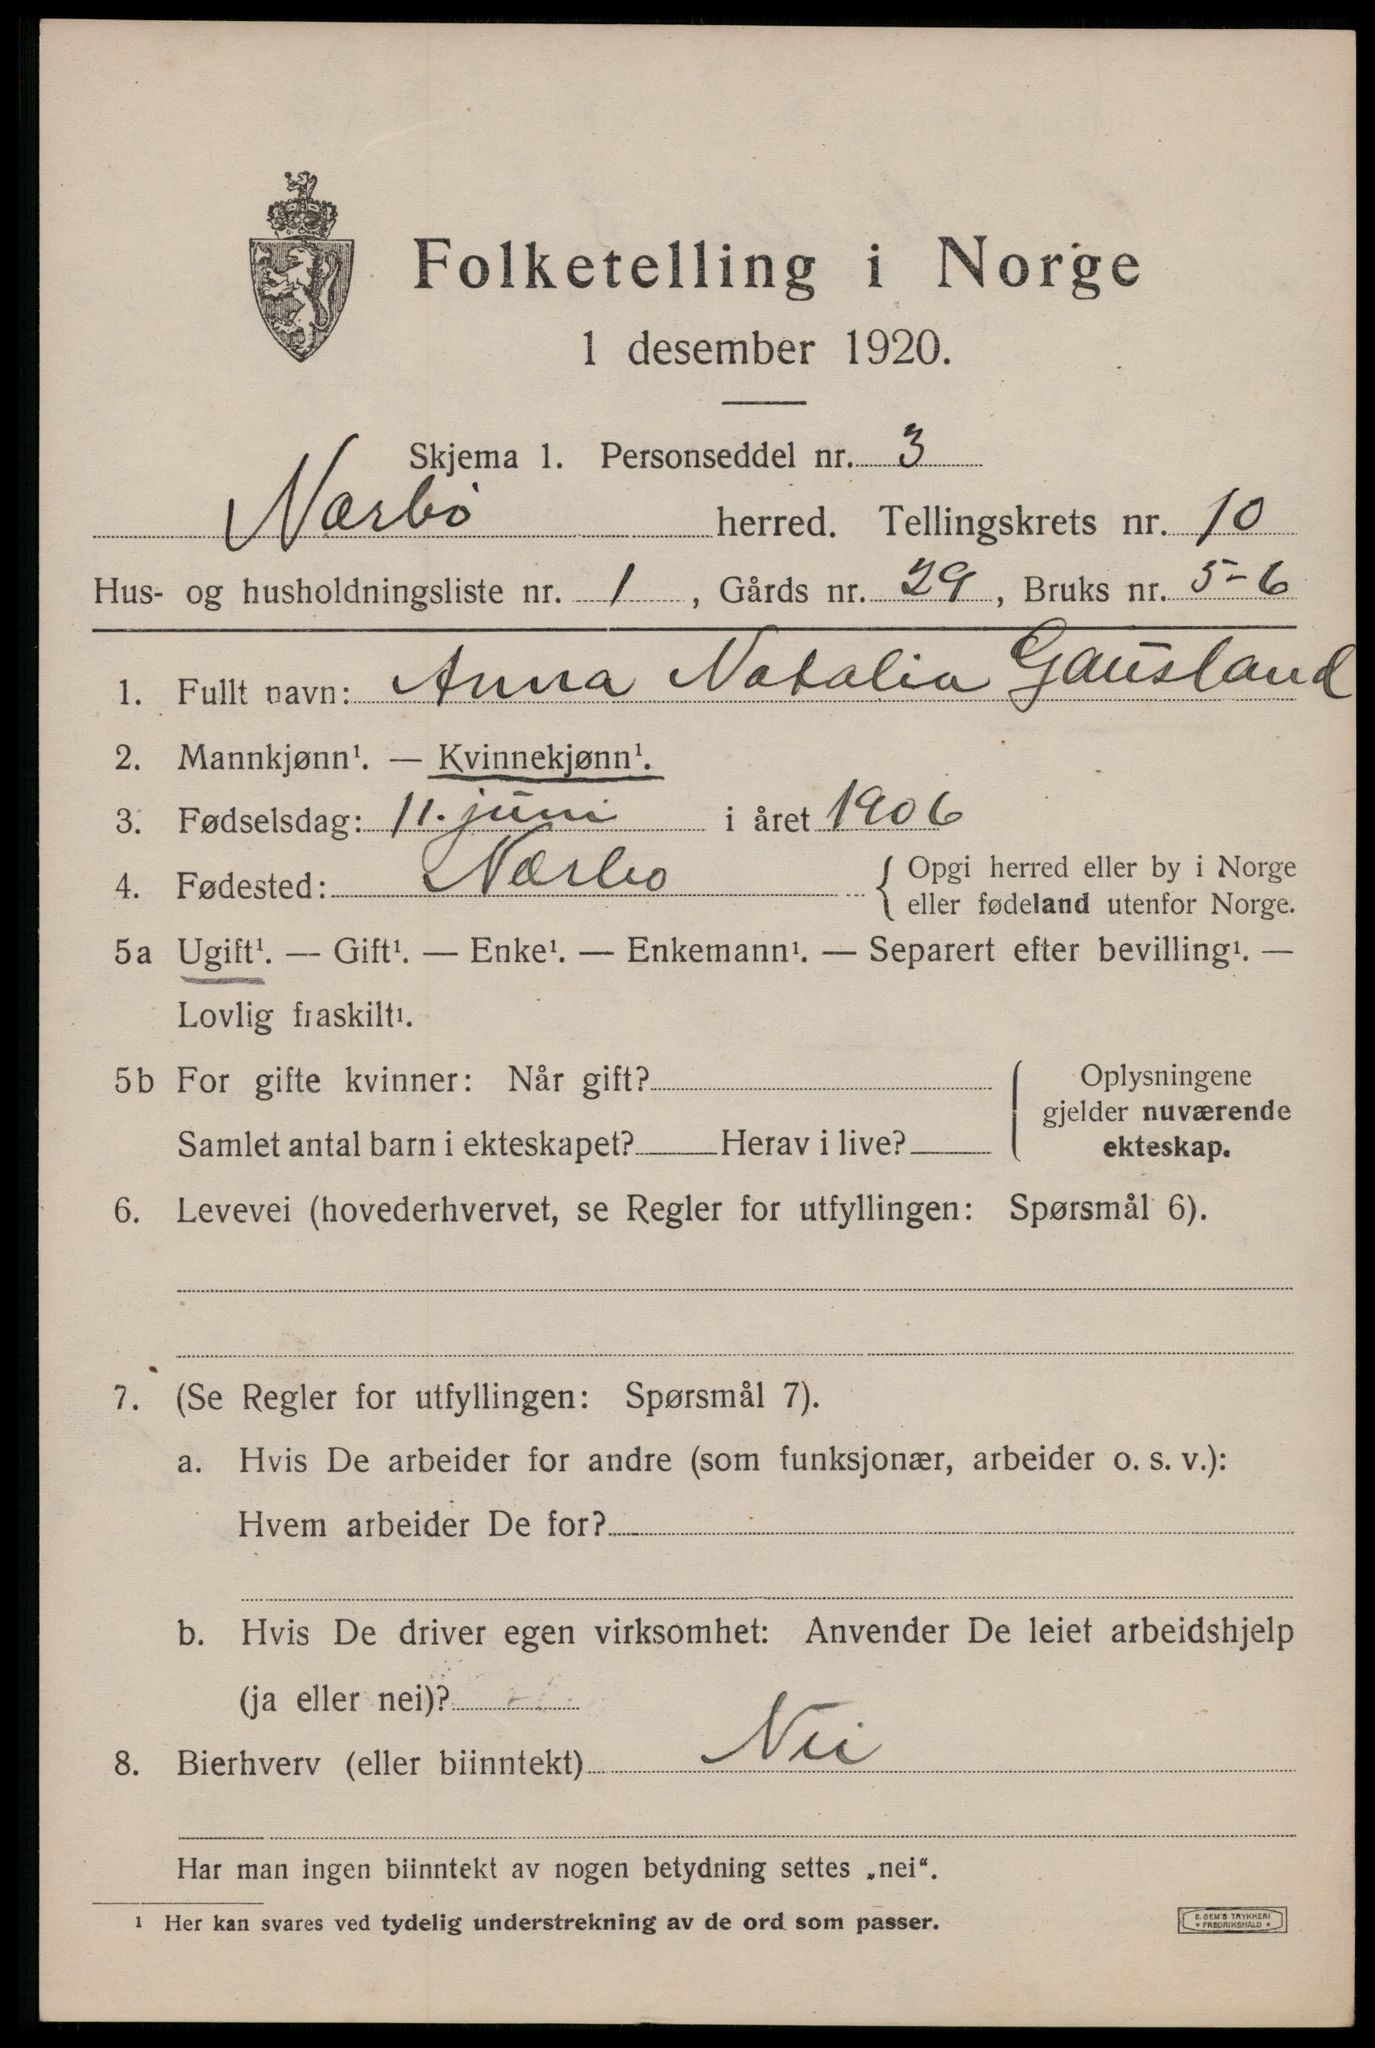 Folketelling i Norge
1 desember 1920.
Skjema 1. Personseddel nr. 3
Nærbö herred. Tellingskrets nr. 10
Hus- og husholdningsliste nr. 1, Gårds nr. 29, Bruks nr. 5-6
1. Fullt navn: Anna Natalia Gausland
2. Mannkjønn¹. — Kvinnekjønn¹.
3. Fødselsdag: 11. juni i året 1906
4. Fødested: Nærbo { Opgi herred eller by i Norge
eller fødeland utenfor Norge.
5a Ugift¹. — Gift¹. — Enke¹. — Enkemann¹. — Separert efter bevilling¹. —
Lovlig fraskilt¹.
5b For gifte kvinner: Når gift?
Samlet antal barn i ekteskapet? Herav i live?
Oplysningene
gjelder nuværende
ekteskap.
6. Levevei (hovederhvervet, se Regler for utfyllingen: Spørsmål 6).
7. (Se Regler for utfyllingen: Spørsmål 7).
a. Hvis De arbeider for andre (som funksjonær, arbeider o. s. v.):
Hvem arbeider De for?
b. Hvis De driver egen virksomhet: Anvender De leiet arbeidshjelp
(ja eller nei)?
8. Bierhverv (eller biinntekt) Nei
Har man ingen biinntekt av nogen betydning settes „nei“.
¹ Her kan svares ved tydelig understrekning av de ord som passer.
E. SEM'S TRYKKERI
* FREDRIKSHALD *